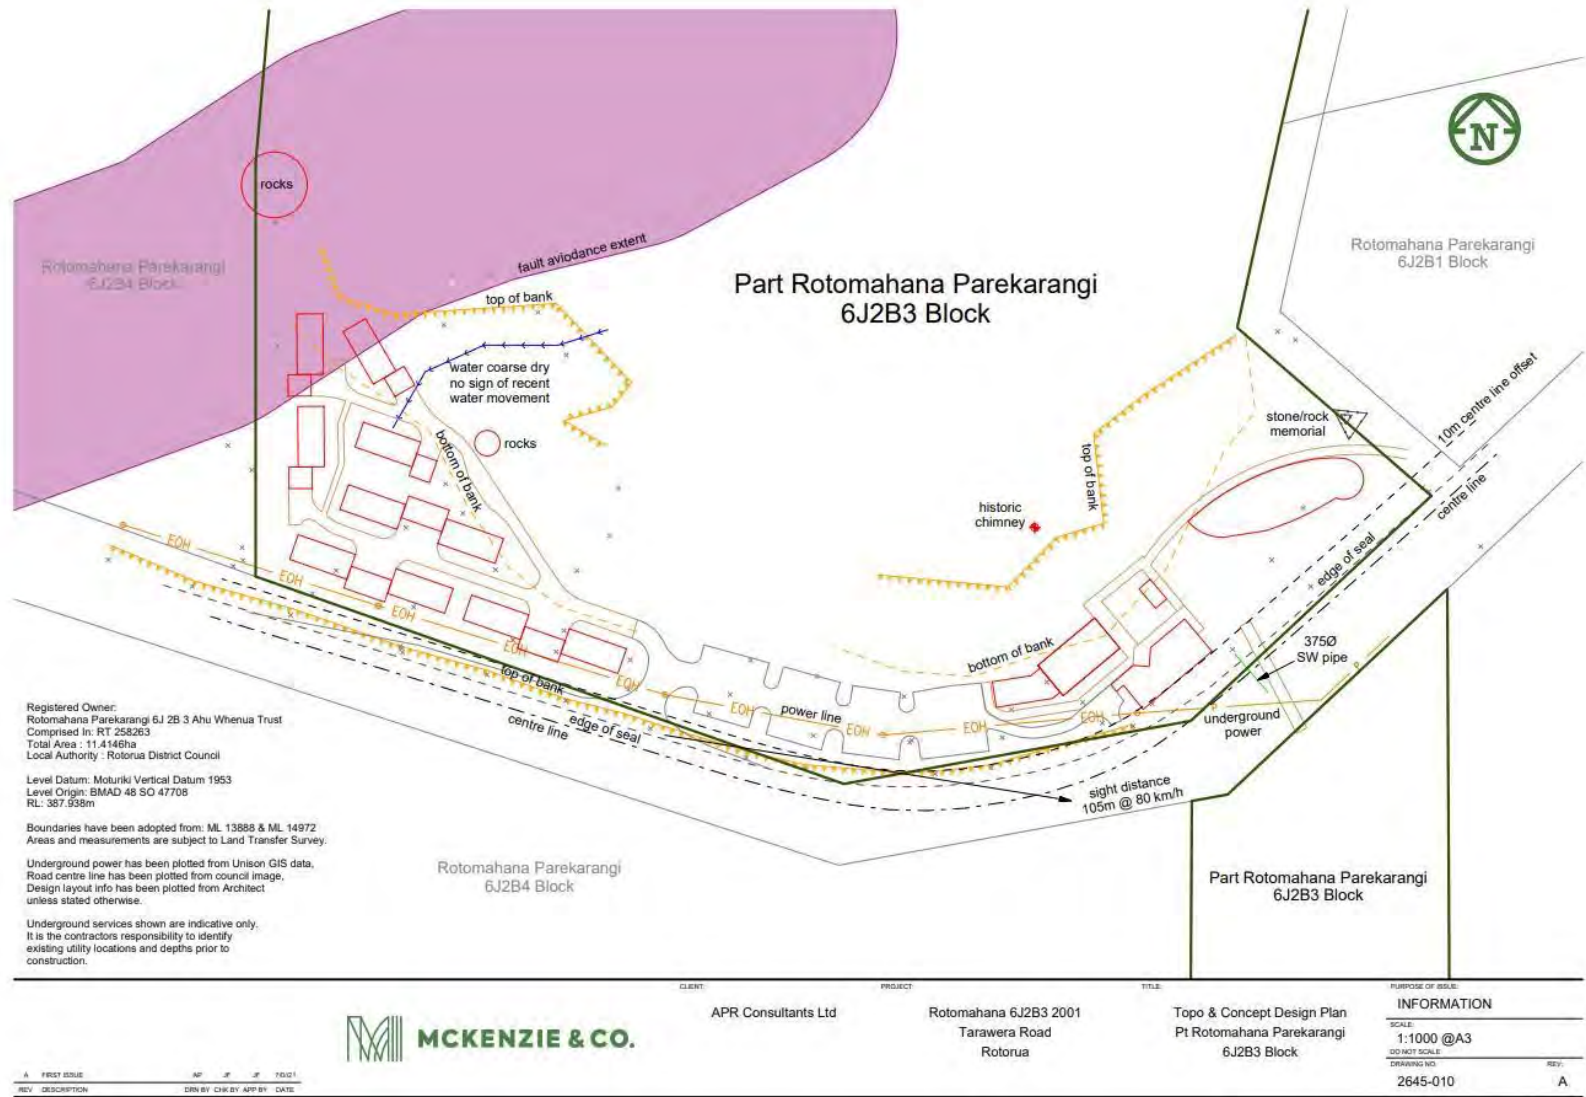 N
rocks
Rotomahana Parekarangi
6J2B4 Block
fault aviodance extent
Part Rotomahana Parekarangi
6J2B3 Block
Rotomahana Parekarangi
6J2B1 Block
top of bank
water coarse dry
no sign of recent
water movement
rocks
bottom of bank
stone/rock
memorial
10m centre line offset
top of bank
centre line
historic
chimney
edge of seal
EOH
EOH
EOH
EOH
EOH
EOH
EOH
EOH
EOH
top of bank
bottom of bank
375Ø
SW pipe
power line
underground
power
centre line
edge of seal
sight distance
105m @ 80 km/h
P
Registered Owner:
Rotomahana Parekarangi 6J 2B 3 Ahu Whenua Trust
Comprised In: RT 258263
Total Area : 11.4146ha
Local Authority : Rotorua District Council
Level Datum: Moturiki Vertical Datum 1953
Level Origin: BMAD 48 SO 47708
RL: 387.938m
Boundaries have been adopted from: ML 13888 & ML 14972
Areas and measurements are subject to Land Transfer Survey.
Underground power has been plotted from Unison GIS data,
Road centre line has been plotted from council image,
Design layout info has been plotted from Architect
unless stated otherwise.
Underground services shown are indicative only.
It is the contractors responsibility to identify
existing utility locations and depths prior to
construction.
Rotomahana Parekarangi
6J2B4 Block
Part Rotomahana Parekarangi
6J2B3 Block
MCKENZIE & CO.
CLIENT:
APR Consultants Ltd
PROJECT:
Rotomahana 6J2B3 2001
Tarawera Road
Rotorua
TITLE:
Topo & Concept Design Plan
Pt Rotomahana Parekarangi
6J2B3 Block
PURPOSE OF ISSUE:
INFORMATION
SCALE:
1:1000 @A3
DO NOT SCALE
DRAWING NO.
2645-010
REV:
A
A FIRST ISSUE AP JF JF
REV DESCRIPTION DRN BY CHK BY APP BY DATE